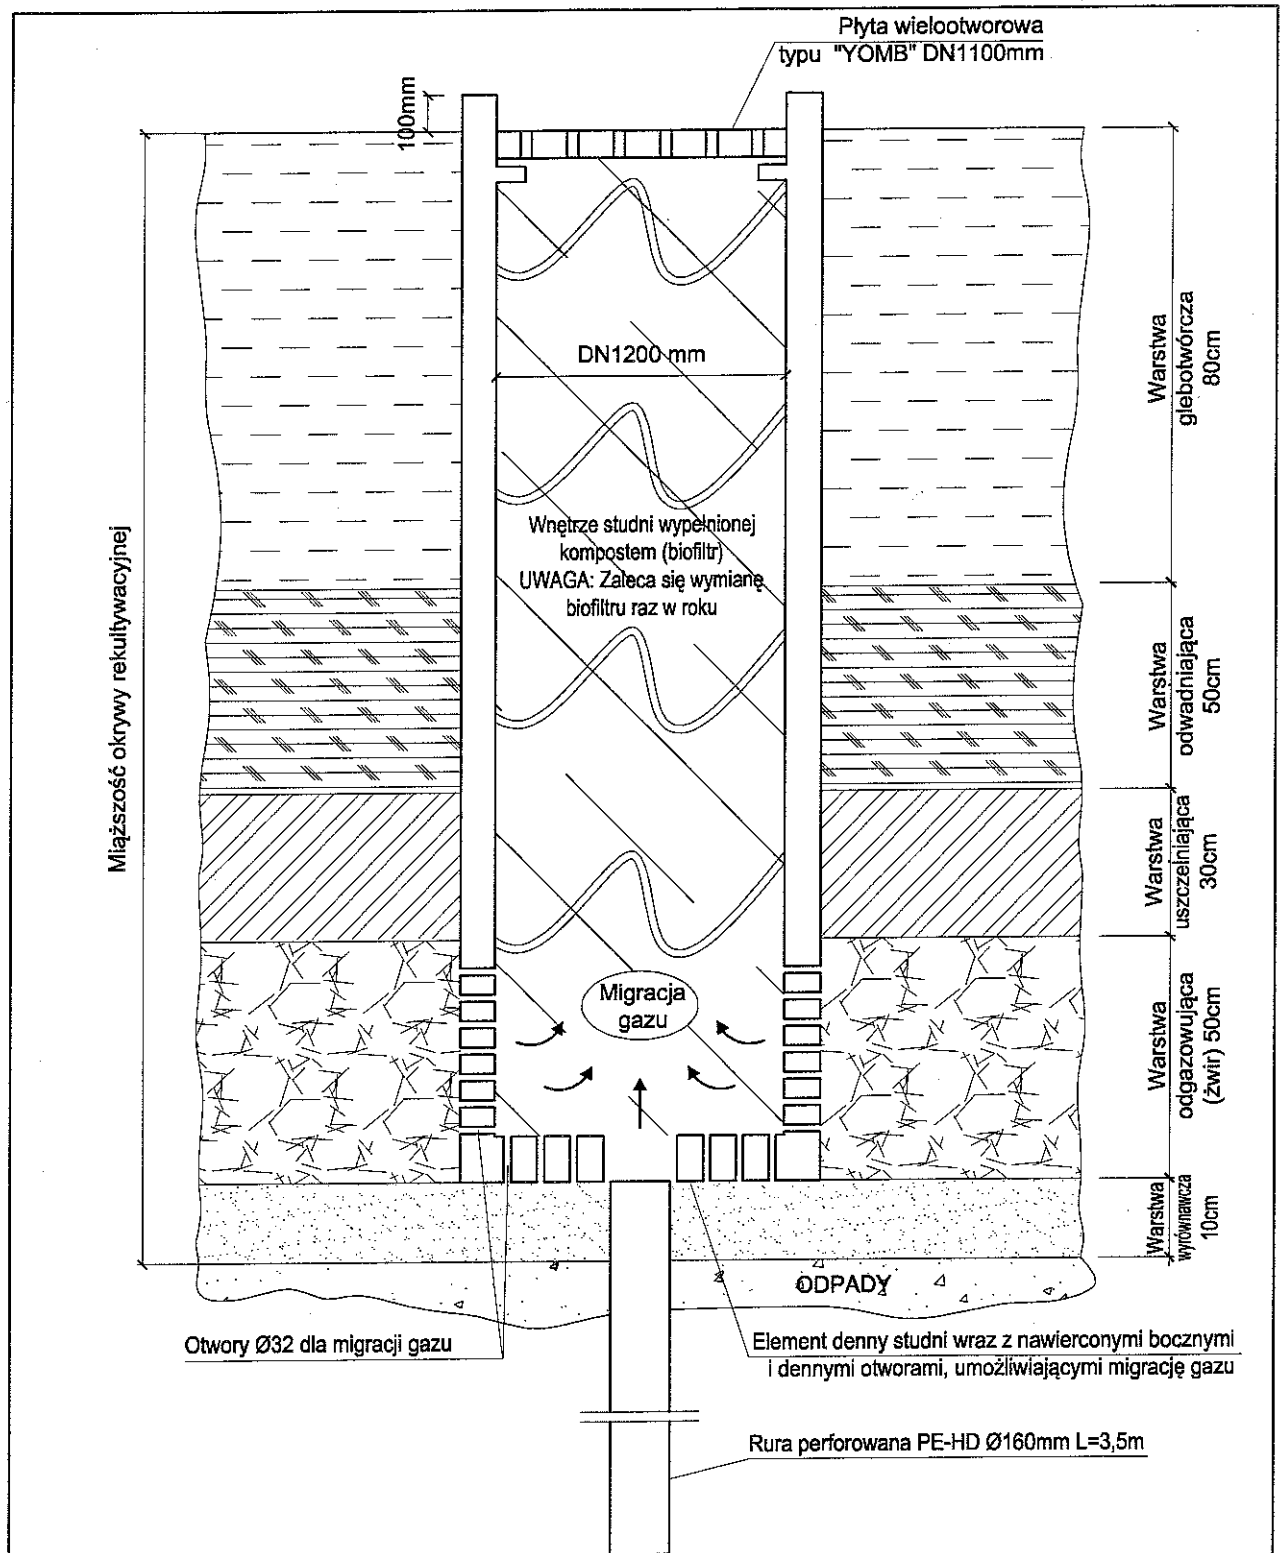 Płyta wielootworowa
typu "YOMB" DN1100mm
100mm
DN1200 mm
Warstwa
glebotwórcza
80cm
Miąższość okrywy rekultywacyjnej
Wnętrze studni wypełnionej
kompostem (biofiltr)
UWAGA: Zaleca się wymianę
biofiltru raz w roku
Warstwa
odwadniająca
50cm
Warstwa
uszczelniająca
30cm
Migracja
gazu
Warstwa
odgazowująca
(żwir) 50cm
Warstwa
wyrównawcza
10cm
ODPADY
Otwory Ø32 dla migracji gazu
Element denny studni wraz z nawierconymi bocznymi
i dennymi otworami, umożliwiającymi migrację gazu
Rura perforowana PE-HD Ø160mm L=3,5m